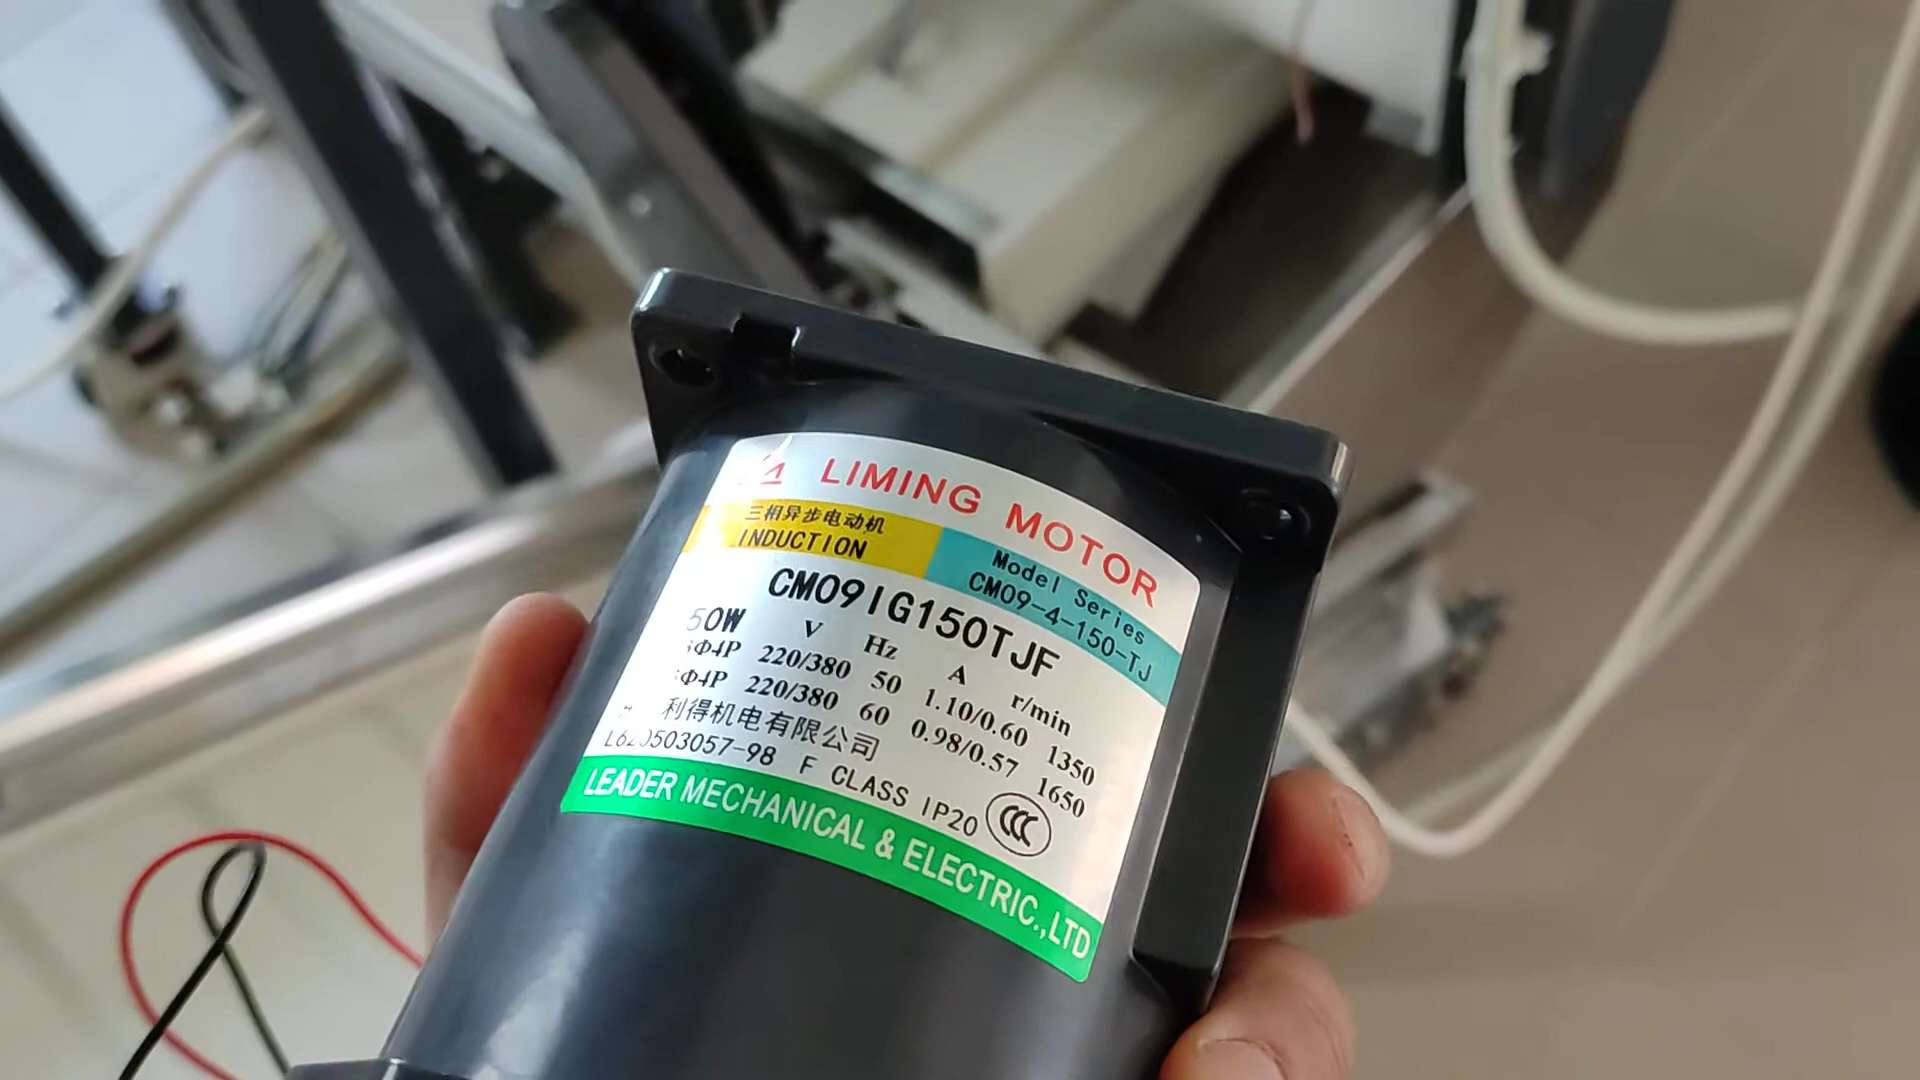 LIMING MOTOR
三相异步电动机
INDUCTION
Model Series
CM09-4-150-TJ
CM09IG150TJF
50W V Hz A r/min
Φ4P 220/380 50 1.10/0.60 1350
Φ4P 220/380 60 0.98/0.57 1650
利得机电有限公司
F CLASS IP20
CCC
LEADER MECHANICAL & ELECTRIC.,LTD